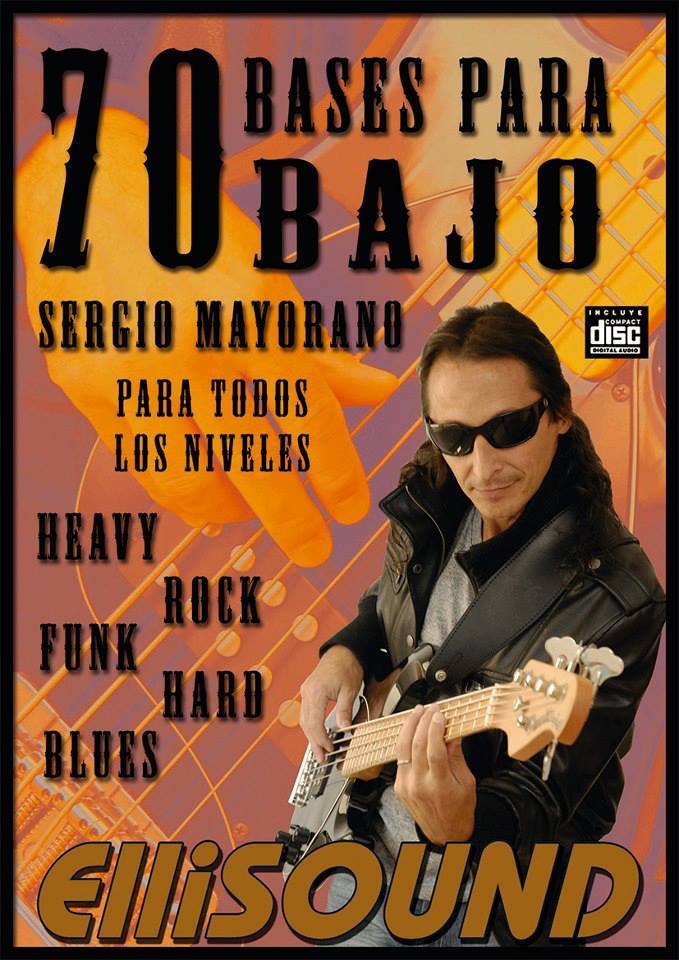 70 BASES PARA
BAJO
SERGIO MAYORANO
PARA TODOS
LOS NIVELES
INCLUYE
COMPACT
disc
DIGITAL AUDIO
HEAVY
ROCK
FUNK
HARD
BLUES
ElliSOUND